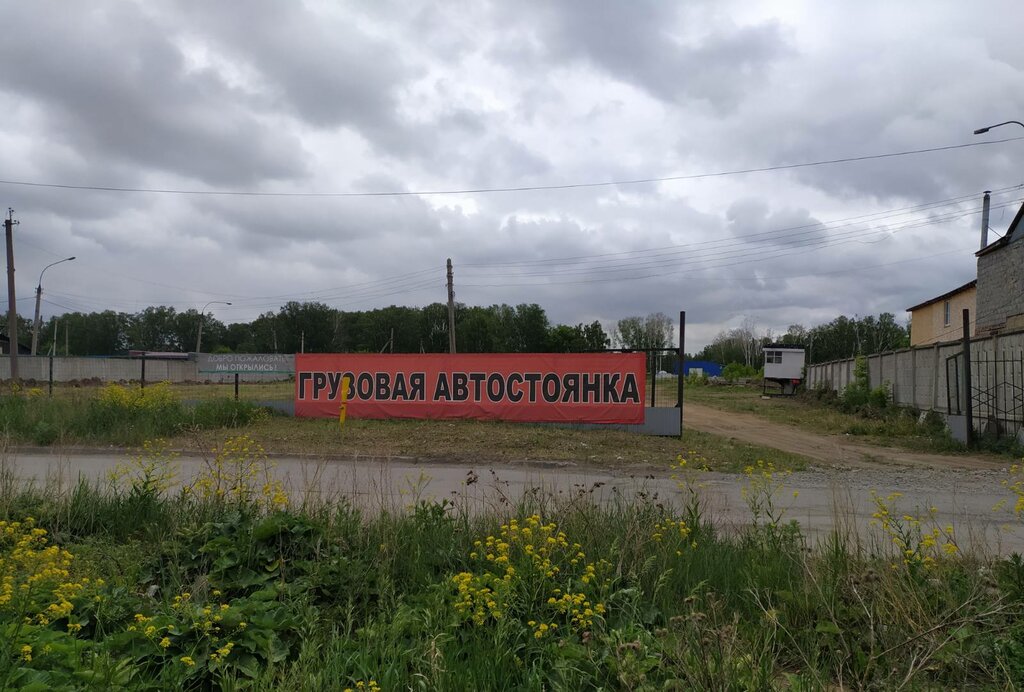 ДОБРО ПОЖАЛОВАТЬ
МЫ ОТКРЫЛИСЬ!
ГРУЗОВАЯ АВТОСТОЯНКА